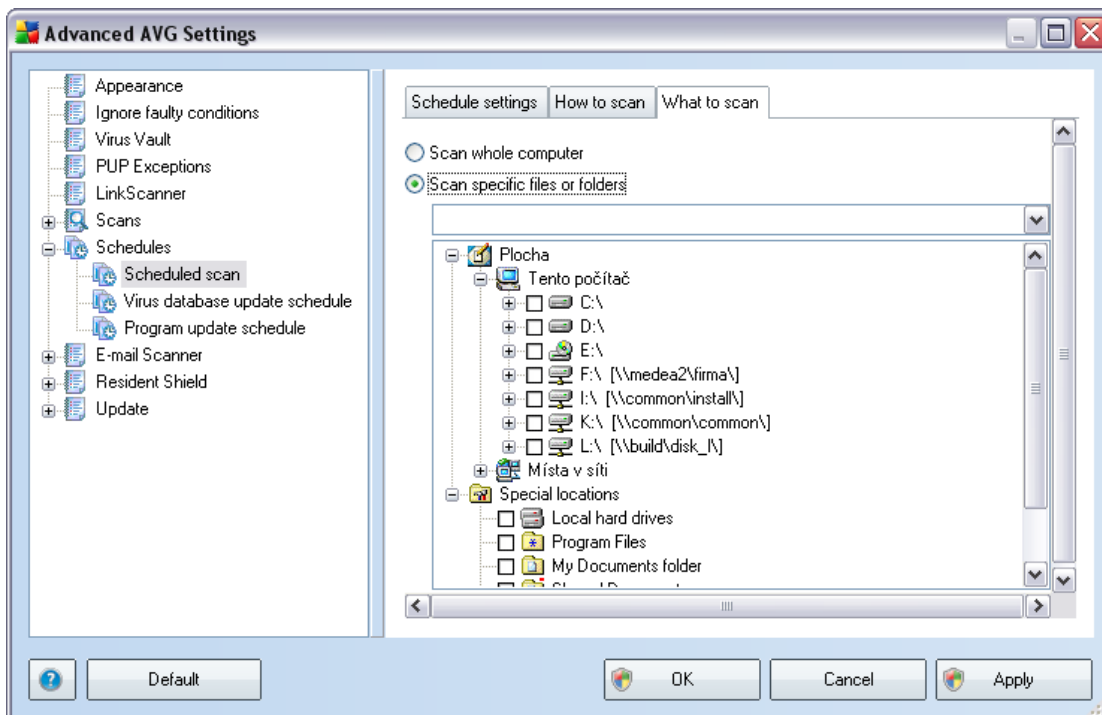 Advanced AVG Settings
Appearance
Ignore faulty conditions
Virus Vault
PUP Exceptions
LinkScanner
Scans
Schedules
Scheduled scan
Virus database update schedule
Program update schedule
E-mail Scanner
Resident Shield
Update
Schedule settings
How to scan
What to scan
Scan whole computer
Scan specific files or folders
Plocha
Tento počítač
C:\
D:\
E:\
F:\ [\\medea2\firma\]
I:\ [\\common\install\]
K:\ [\\common\common\]
L:\ [\\build\disk_l\]
Místa v síti
Special locations
Local hard drives
Program Files
My Documents folder
Default
OK
Cancel
Apply